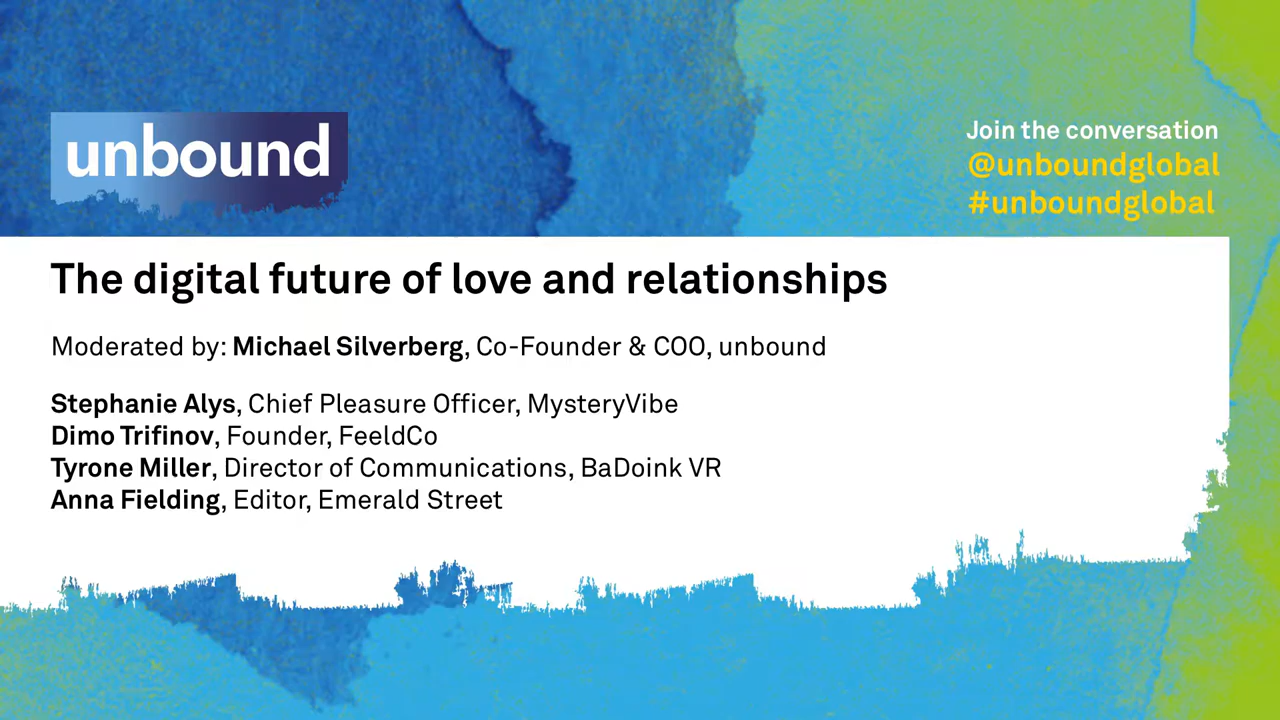 unbound
Join the conversation
@unboundglobal
#unboundglobal
The digital future of love and relationships
Moderated by: Michael Silverberg, Co-Founder & COO, unbound
Stephanie Alys, Chief Pleasure Officer, MysteryVibe
Dimo Trifinov, Founder, FeeldCo
Tyrone Miller, Director of Communications, BaDoink VR
Anna Fielding, Editor, Emerald Street